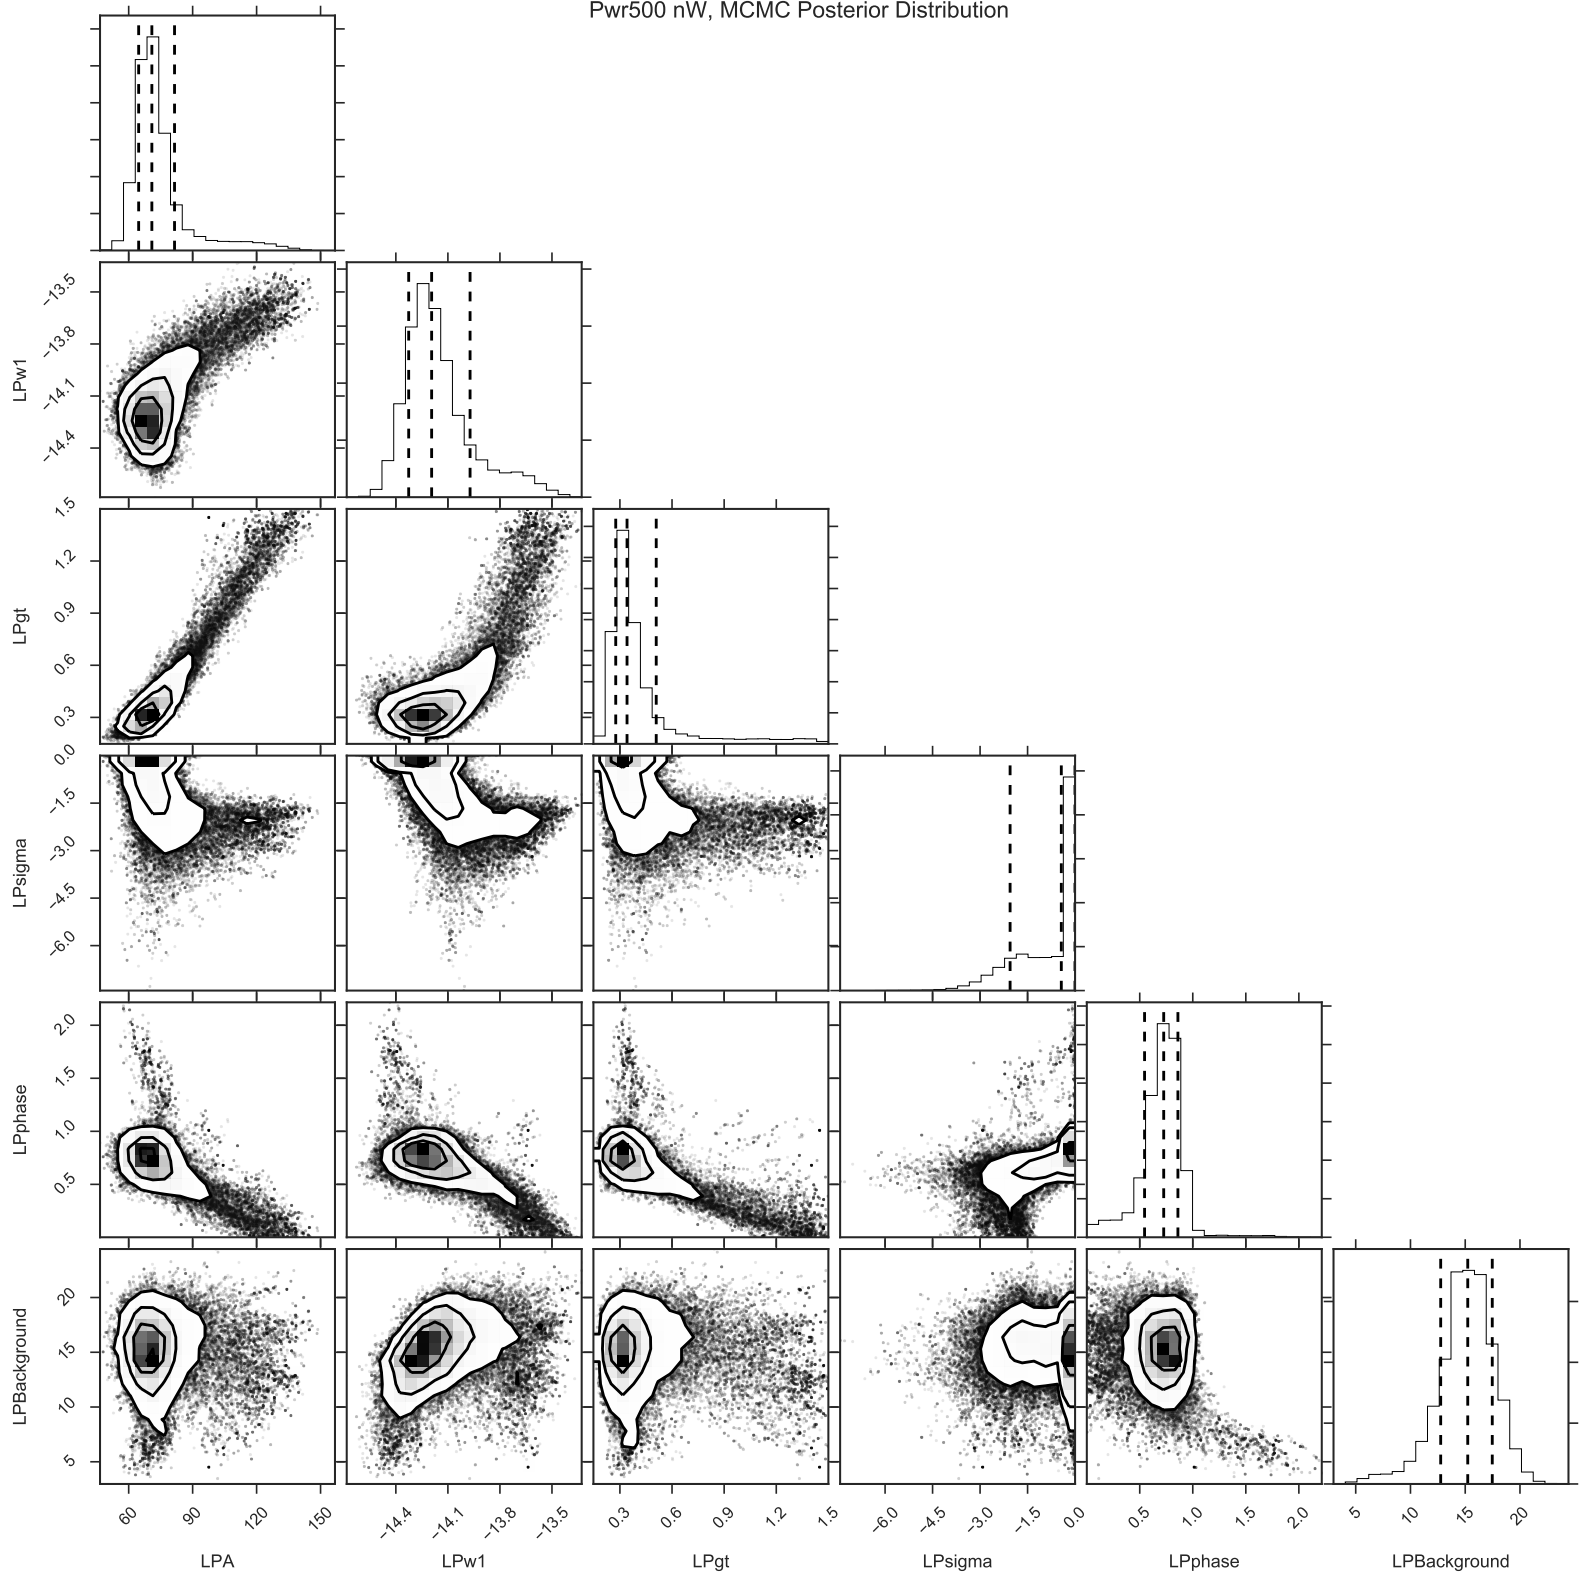 Pwr500 nW, MCMC Posterior Distribution
−13.5
−13.8
−14.1
−14.4
LPw1
1.5
1.2
0.9
0.6
0.3
LPgt
0.0
−1.5
−3.0
−4.5
−6.0
LPsigma
2.0
1.5
1.0
0.5
LPphase
20
15
10
5
LPBackground
60 90 120 150 −14.4 −14.1 −13.8 −13.5 0.3 0.6 0.9 1.2 1.5 −6.0 −4.5 −3.0 −1.5 0.0 0.5 1.0 1.5 2.0 5 10 15 20
LPA LPw1 LPgt LPsigma LPphase LPBackground